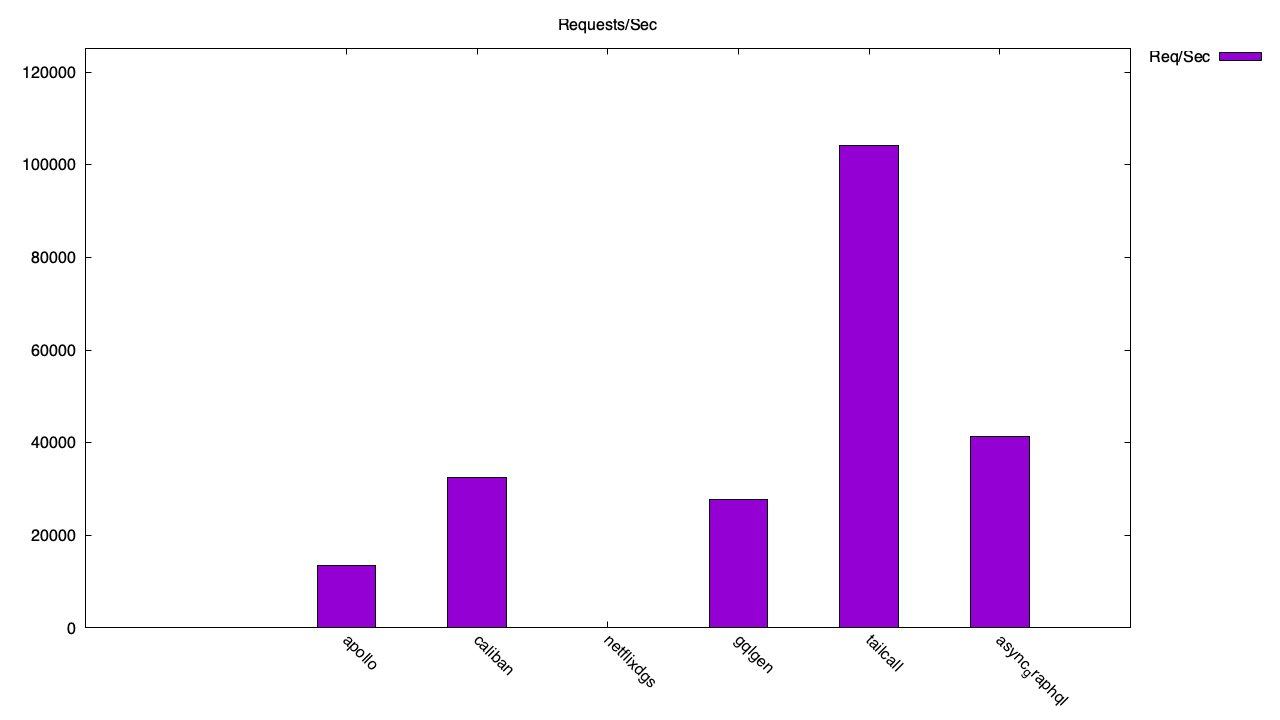 Requests/Sec
Req/Sec
120000
100000
80000
60000
40000
20000
0
apollo
caliban
netflixdgs
gqlgen
tailcall
async_graphql